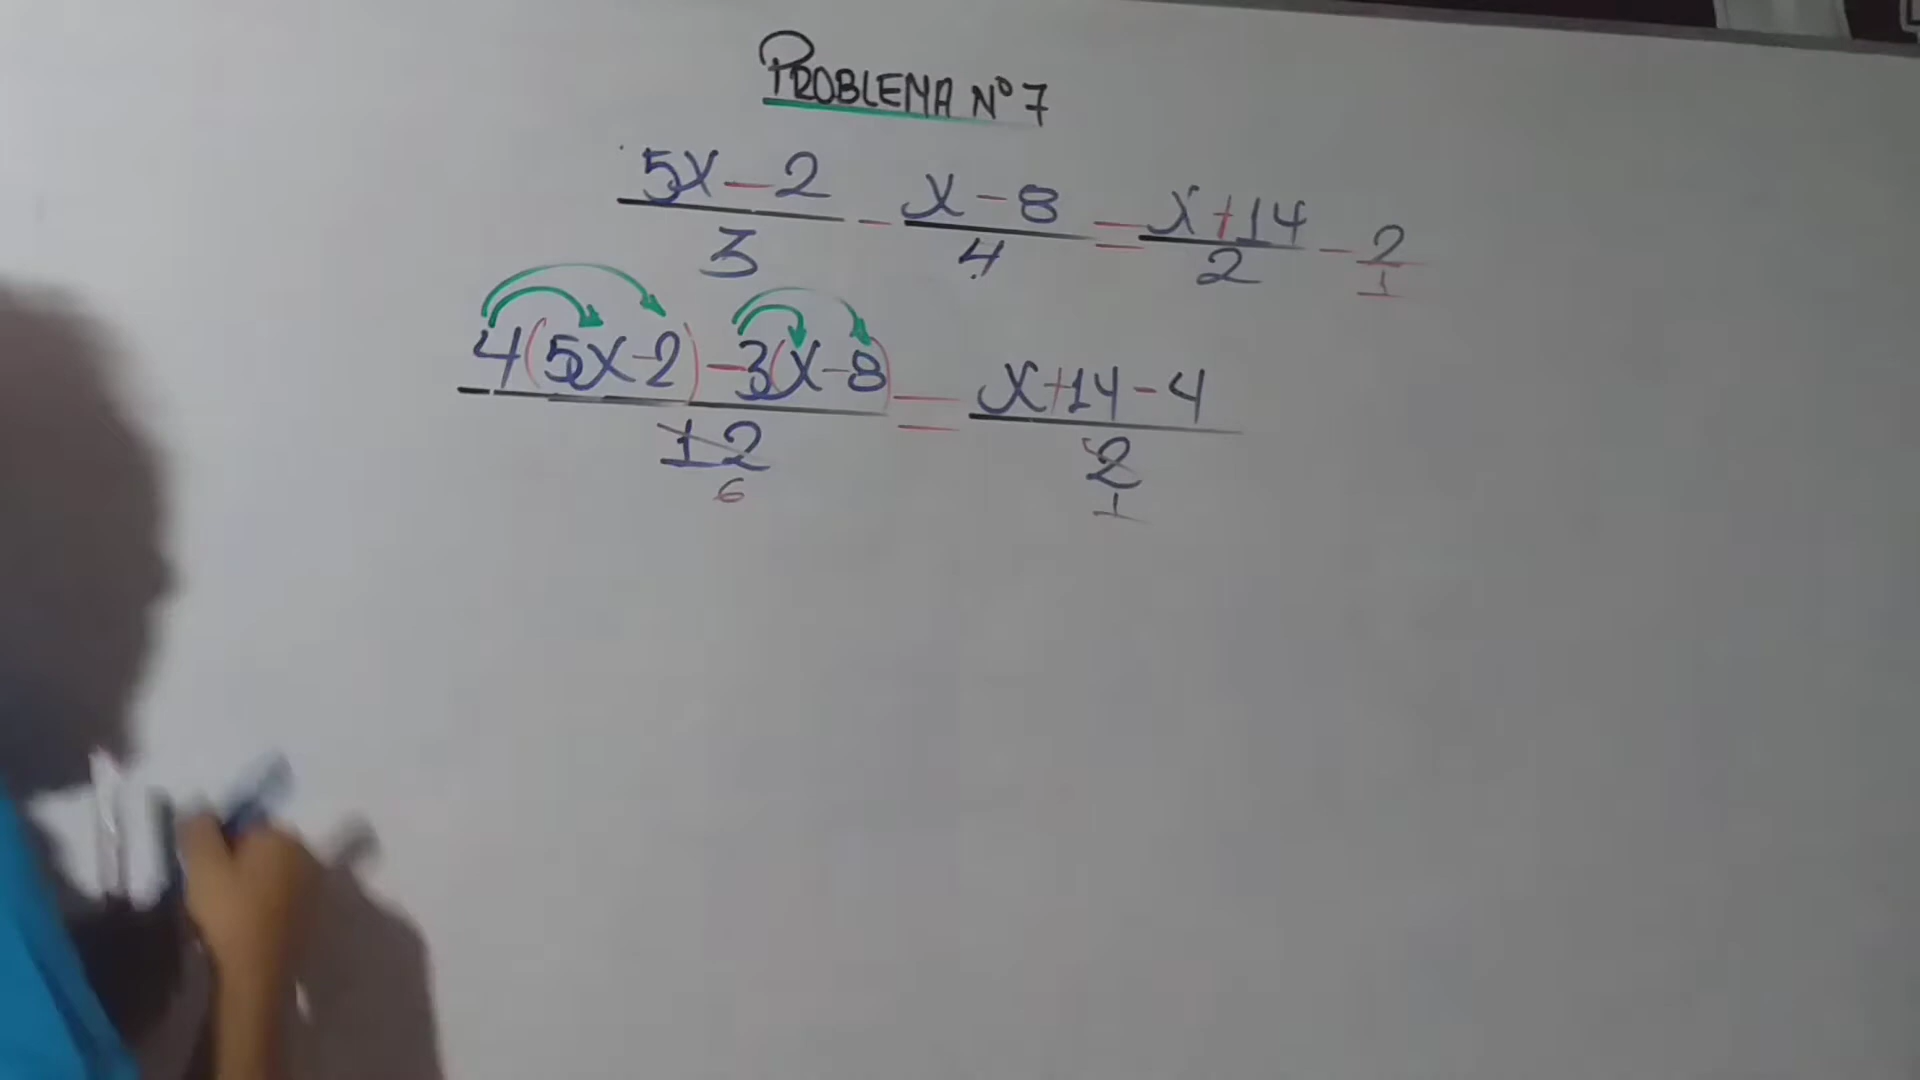 PROBLEMA Nº 7
5x - 2 / 3 - x - 8 / 4 = x + 14 / 2 - 2 / 1
4(5x - 2) - 3(x - 8) / 12 = x + 14 - 4 / 2
6 1